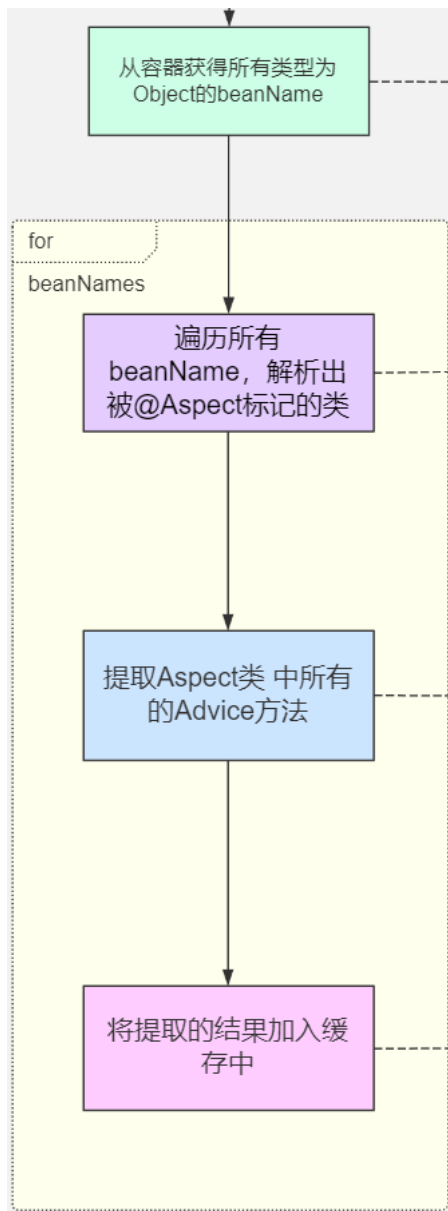 从容器获得所有类型为
Object的beanName
for
beanNames
遍历所有
beanName，解析出
被@Aspect标记的类
提取Aspect类 中所有
的Advice方法
将提取的结果加入缓
存中